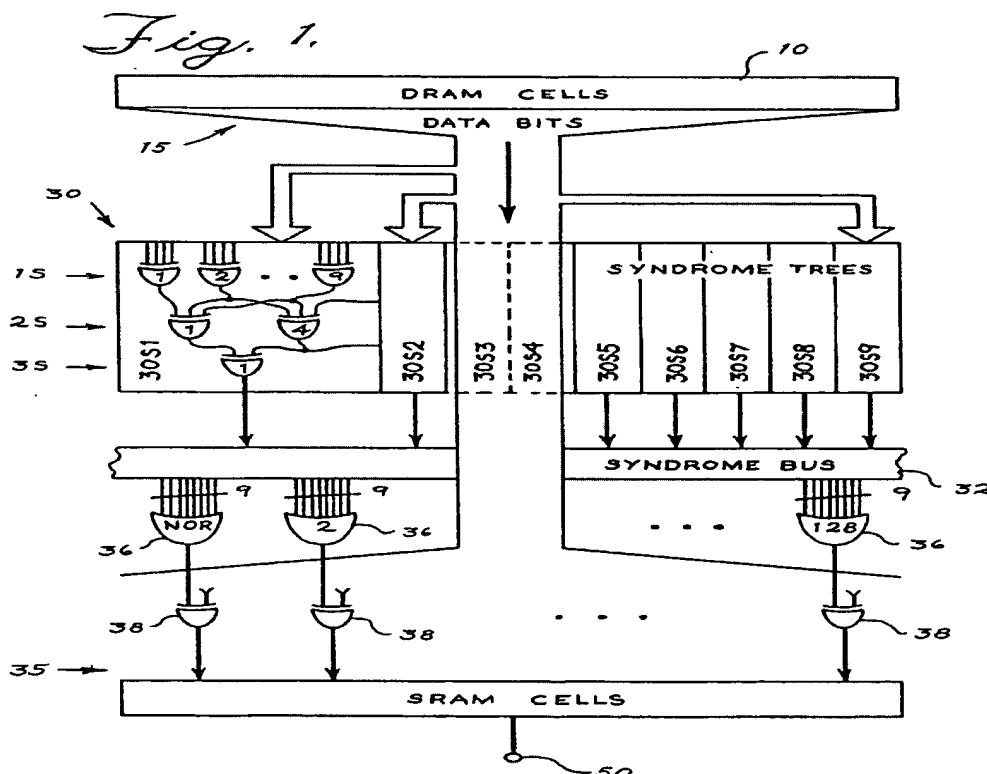 Fig. 1.
10
DRAM CELLS
DATA BITS
15
30
1S
1 2 9
SYNDROME TREES
2S
1 4
3S
1
30S1
30S2
30S3
30S4
30S5
30S6
30S7
30S8
30S9
SYNDROME BUS
32
9 9 9
NOR 2 128
36 36 36
Y Y Y
38 38 38
35
SRAM CELLS
50